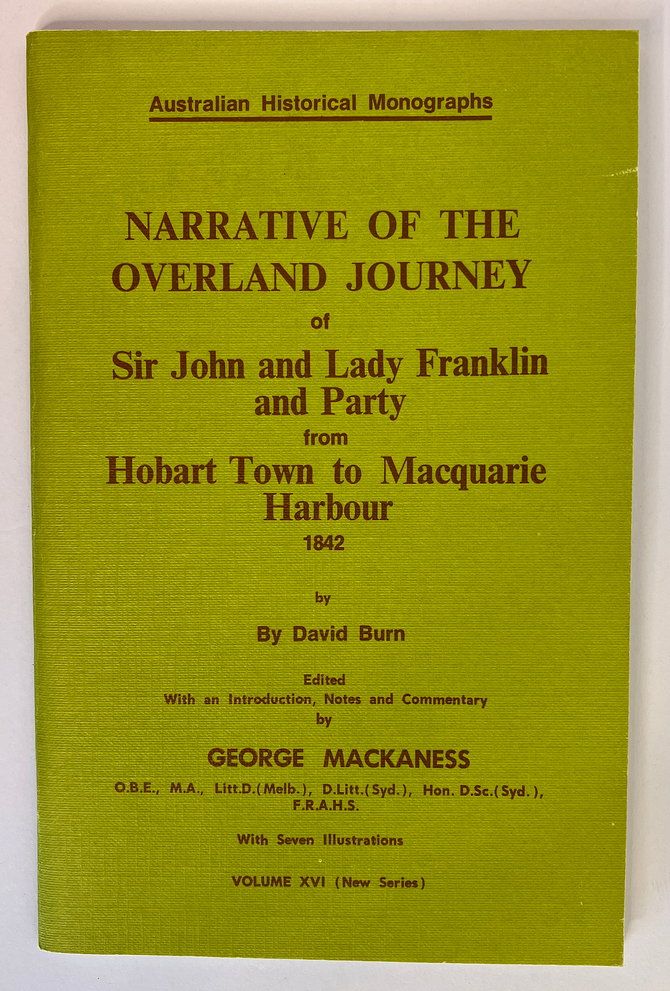 Australian Historical Monographs
NARRATIVE OF THE
OVERLAND JOURNEY
of
Sir John and Lady Franklin
and Party
from
Hobart Town to Macquarie
Harbour
1842
by
By David Burn
Edited
With an Introduction, Notes and Commentary
by
GEORGE MACKANESS
O.B.E., M.A., Litt.D.(Melb.), D.Litt.(Syd.), Hon. D.Sc.(Syd.),
F.R.A.H.S.
With Seven Illustrations
VOLUME XVI (New Series)